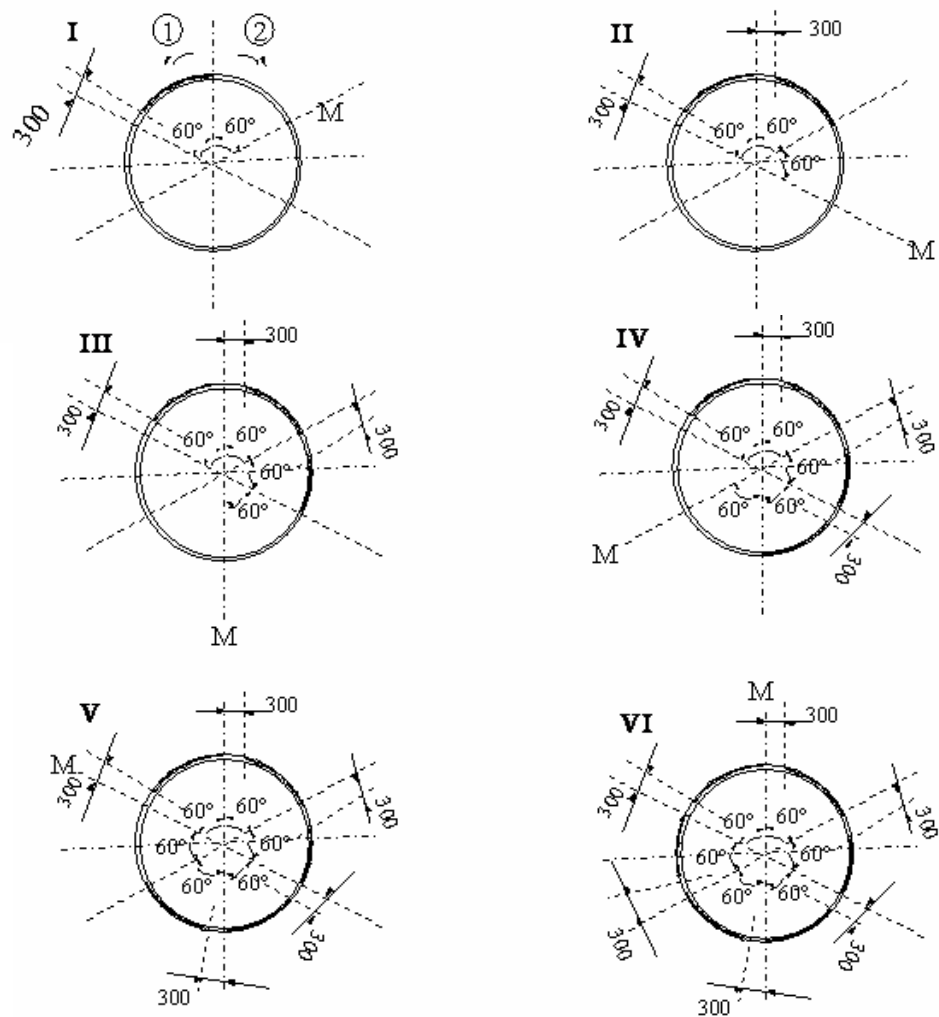 I ① ② 300 60° 60° M
II 300 300 60° 60° 60° M
III 300 300 300 60° 60° 60° 60° M
IV 300 300 300 300 60° 60° 60° 60° 60° M
V M 300 300 300 300 300 60° 60° 60° 60° 60° 60°
VI M 300 300 300 300 300 300 60° 60° 60° 60° 60° 60°